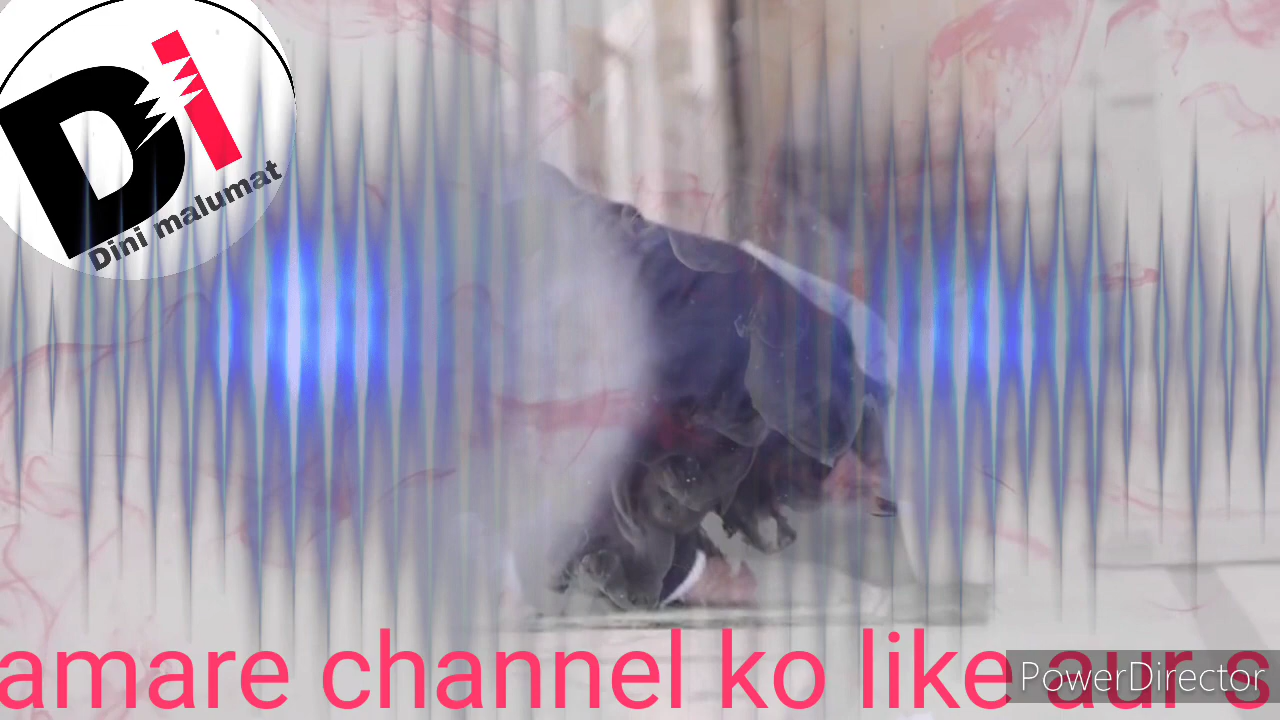 Di
Dini malumat
amare channel ko like aur s
PowerDirector